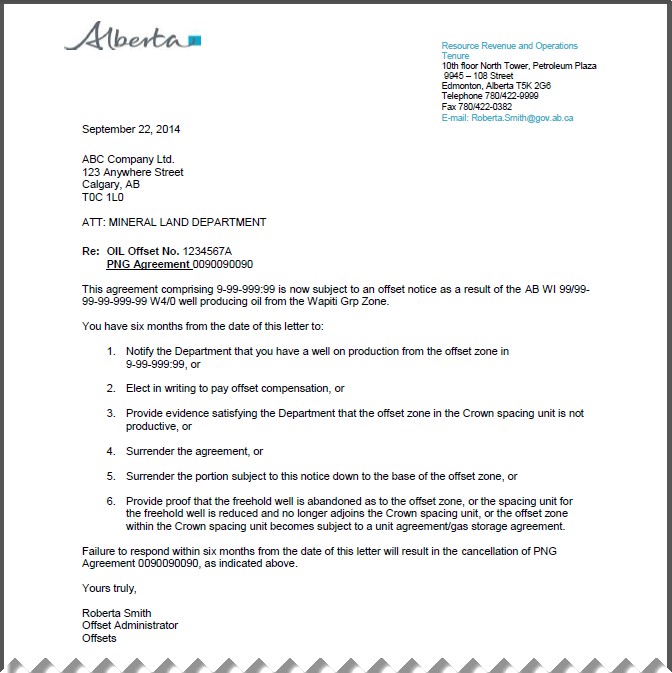 Alberta
Resource Revenue and Operations
Tenure
10th floor North Tower, Petroleum Plaza
9945 – 108 Street
Edmonton, Alberta T5K 2G6
Telephone 780/422-9999
Fax 780/422-0382
E-mail: Roberta.Smith@gov.ab.ca
September 22, 2014
ABC Company Ltd.
123 Anywhere Street
Calgary, AB
T0C 1L0
ATT: MINERAL LAND DEPARTMENT
Re: OIL Offset No. 1234567A
PNG Agreement 0090090090
This agreement comprising 9-99-999:99 is now subject to an offset notice as a result of the AB WI 99/99-
99-99-999-99 W4/0 well producing oil from the Wapiti Grp Zone.
You have six months from the date of this letter to:
1. Notify the Department that you have a well on production from the offset zone in
9-99-999:99, or
2. Elect in writing to pay offset compensation, or
3. Provide evidence satisfying the Department that the offset zone in the Crown spacing unit is not
productive, or
4. Surrender the agreement, or
5. Surrender the portion subject to this notice down to the base of the offset zone, or
6. Provide proof that the freehold well is abandoned as to the offset zone, or the spacing unit for
the freehold well is reduced and no longer adjoins the Crown spacing unit, or the offset zone
within the Crown spacing unit becomes subject to a unit agreement/gas storage agreement.
Failure to respond within six months from the date of this letter will result in the cancellation of PNG
Agreement 0090090090, as indicated above.
Yours truly,
Roberta Smith
Offset Administrator
Offsets